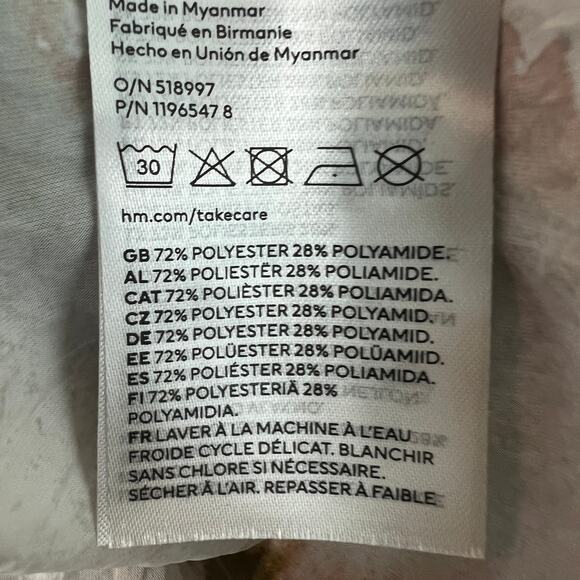 Made in Myanmar
Fabriqué en Birmanie
Hecho en Unión de Myanmar
O/N 518997
P/N 1196547 8
30
hm.com/takecare
GB 72% POLYESTER 28% POLYAMIDE.
AL 72% POLIESTËR 28% POLIAMIDE.
CAT 72% POLIÈSTER 28% POLIAMIDA.
CZ 72% POLYESTER 28% POLYAMID.
DE 72% POLYESTER 28% POLYAMID.
EE 72% POLÜESTER 28% POLÜAMIID.
ES 72% POLIÉSTER 28% POLIAMIDA.
FI 72% POLYESTERIÄ 28%
POLYAMIDIA.
FR LAVER À LA MACHINE À L'EAU
FROIDE CYCLE DÉLICAT. BLANCHIR
SANS CHLORE SI NÉCESSAIRE.
SÉCHER À L'AIR. REPASSER À FAIBLE